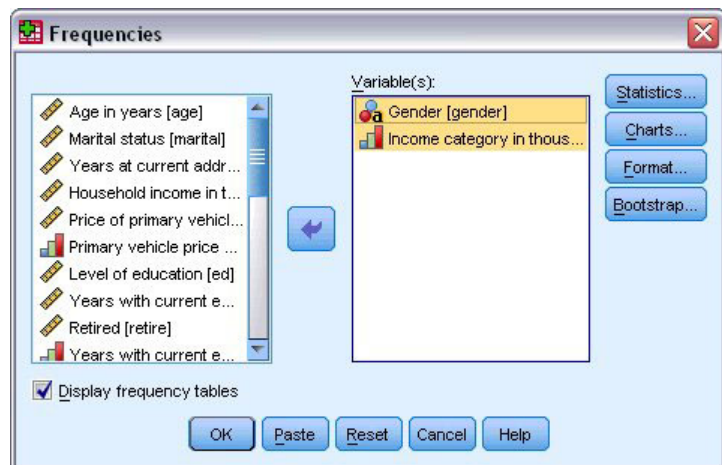 Frequencies
Variable(s):
Age in years [age]
Marital status [marital]
Years at current addr...
Household income in t...
Price of primary vehicl...
Primary vehicle price ...
Level of education [ed]
Years with current e...
Retired [retire]
Years with current e...
Gender [gender]
Income category in thous...
Statistics...
Charts...
Format...
Bootstrap...
Display frequency tables
OK
Paste
Reset
Cancel
Help